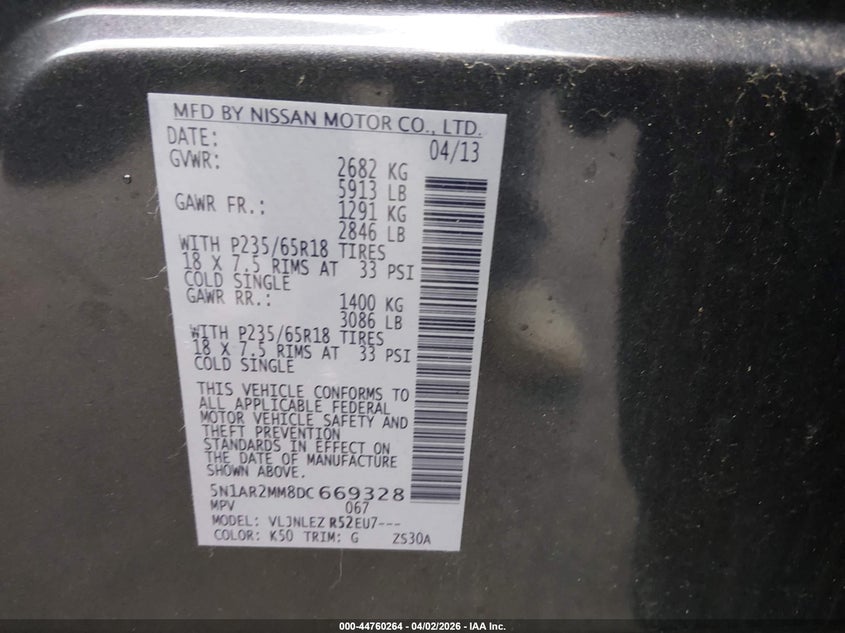 MFD BY NISSAN MOTOR CO., LTD.
DATE: 04/13
GVWR: 2682 KG
5913 LB
GAWR FR.: 1291 KG
2846 LB
WITH P235/65R18 TIRES
18 X 7.5 RIMS AT 33 PSI
COLD SINGLE
GAWR RR.: 1400 KG
3086 LB
WITH P235/65R18 TIRES
18 X 7.5 RIMS AT 33 PSI
COLD SINGLE
THIS VEHICLE CONFORMS TO
ALL APPLICABLE FEDERAL
MOTOR VEHICLE SAFETY AND
THEFT PREVENTION
STANDARDS IN EFFECT ON
THE DATE OF MANUFACTURE
SHOWN ABOVE.
5N1AR2MM8DC669328
MPV 067
MODEL: VLJNLEZ R52EU7---
COLOR: K50 TRIM: G ZS30A
000-44760264 - 04/02/2026 - IAA Inc.